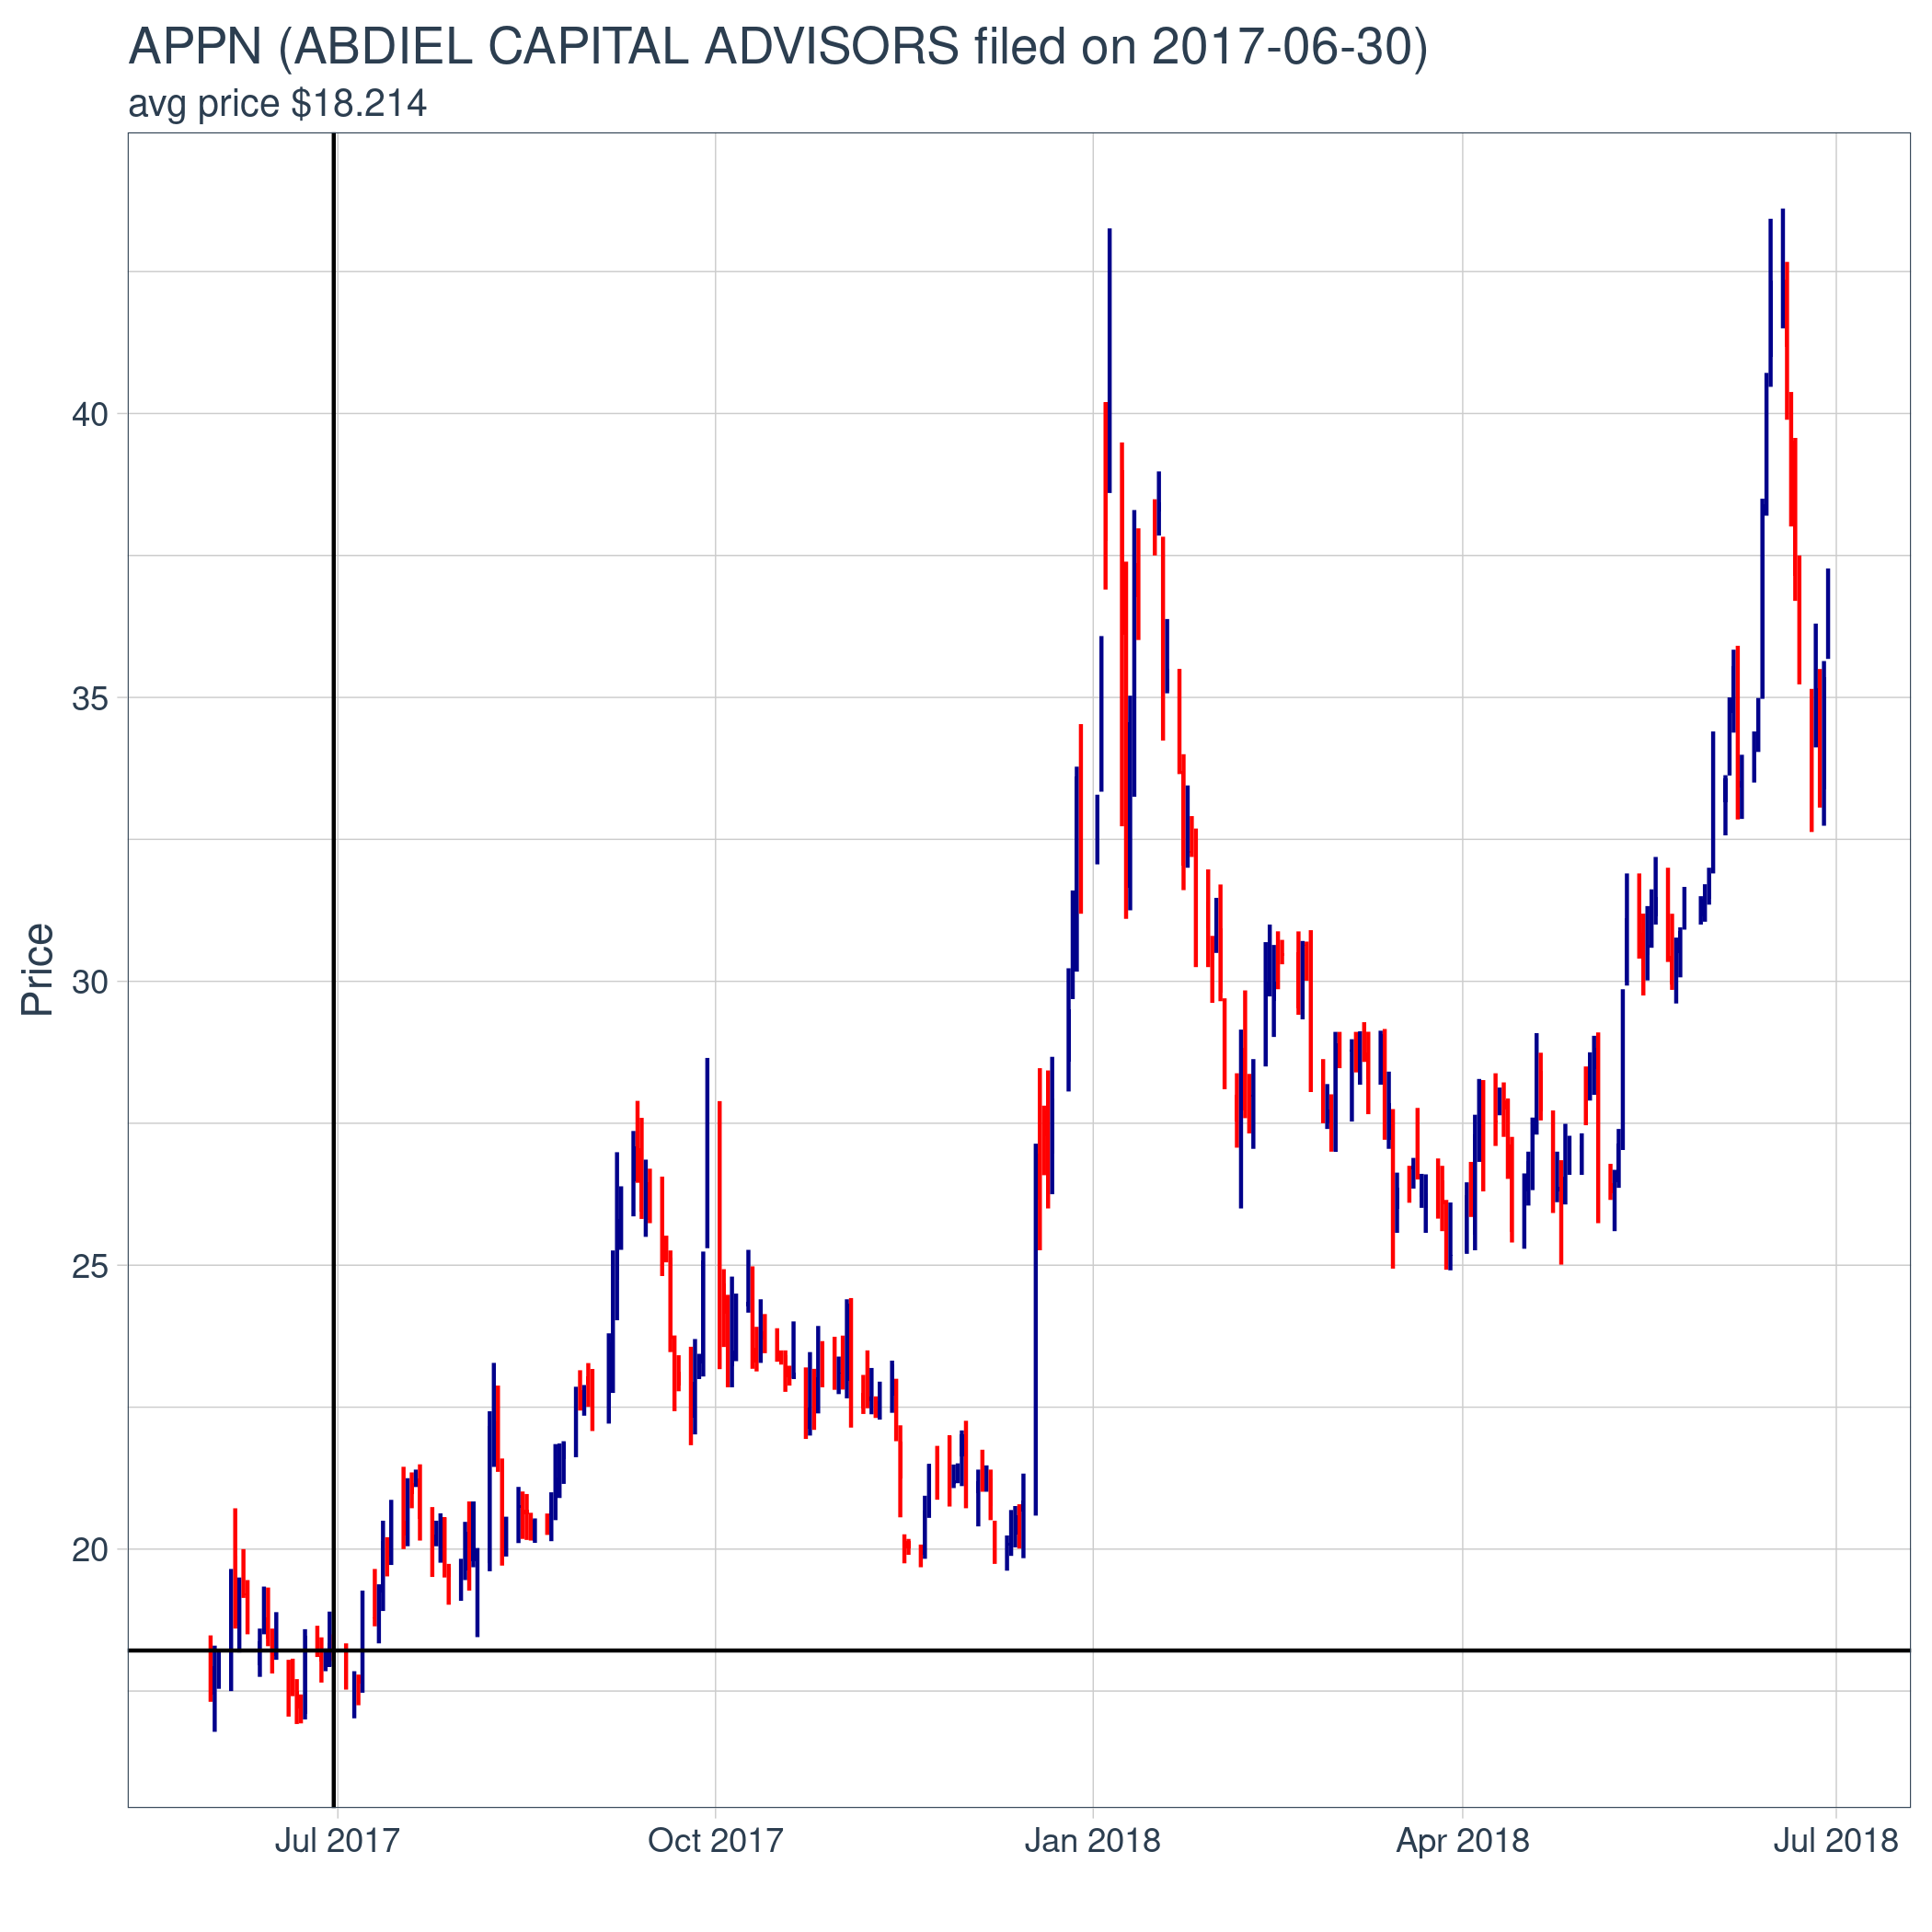 APPN (ABDIEL CAPITAL ADVISORS filed on 2017-06-30)
avg price $18.214
Price
40
35
30
25
20
Jul 2017 Oct 2017 Jan 2018 Apr 2018 Jul 2018